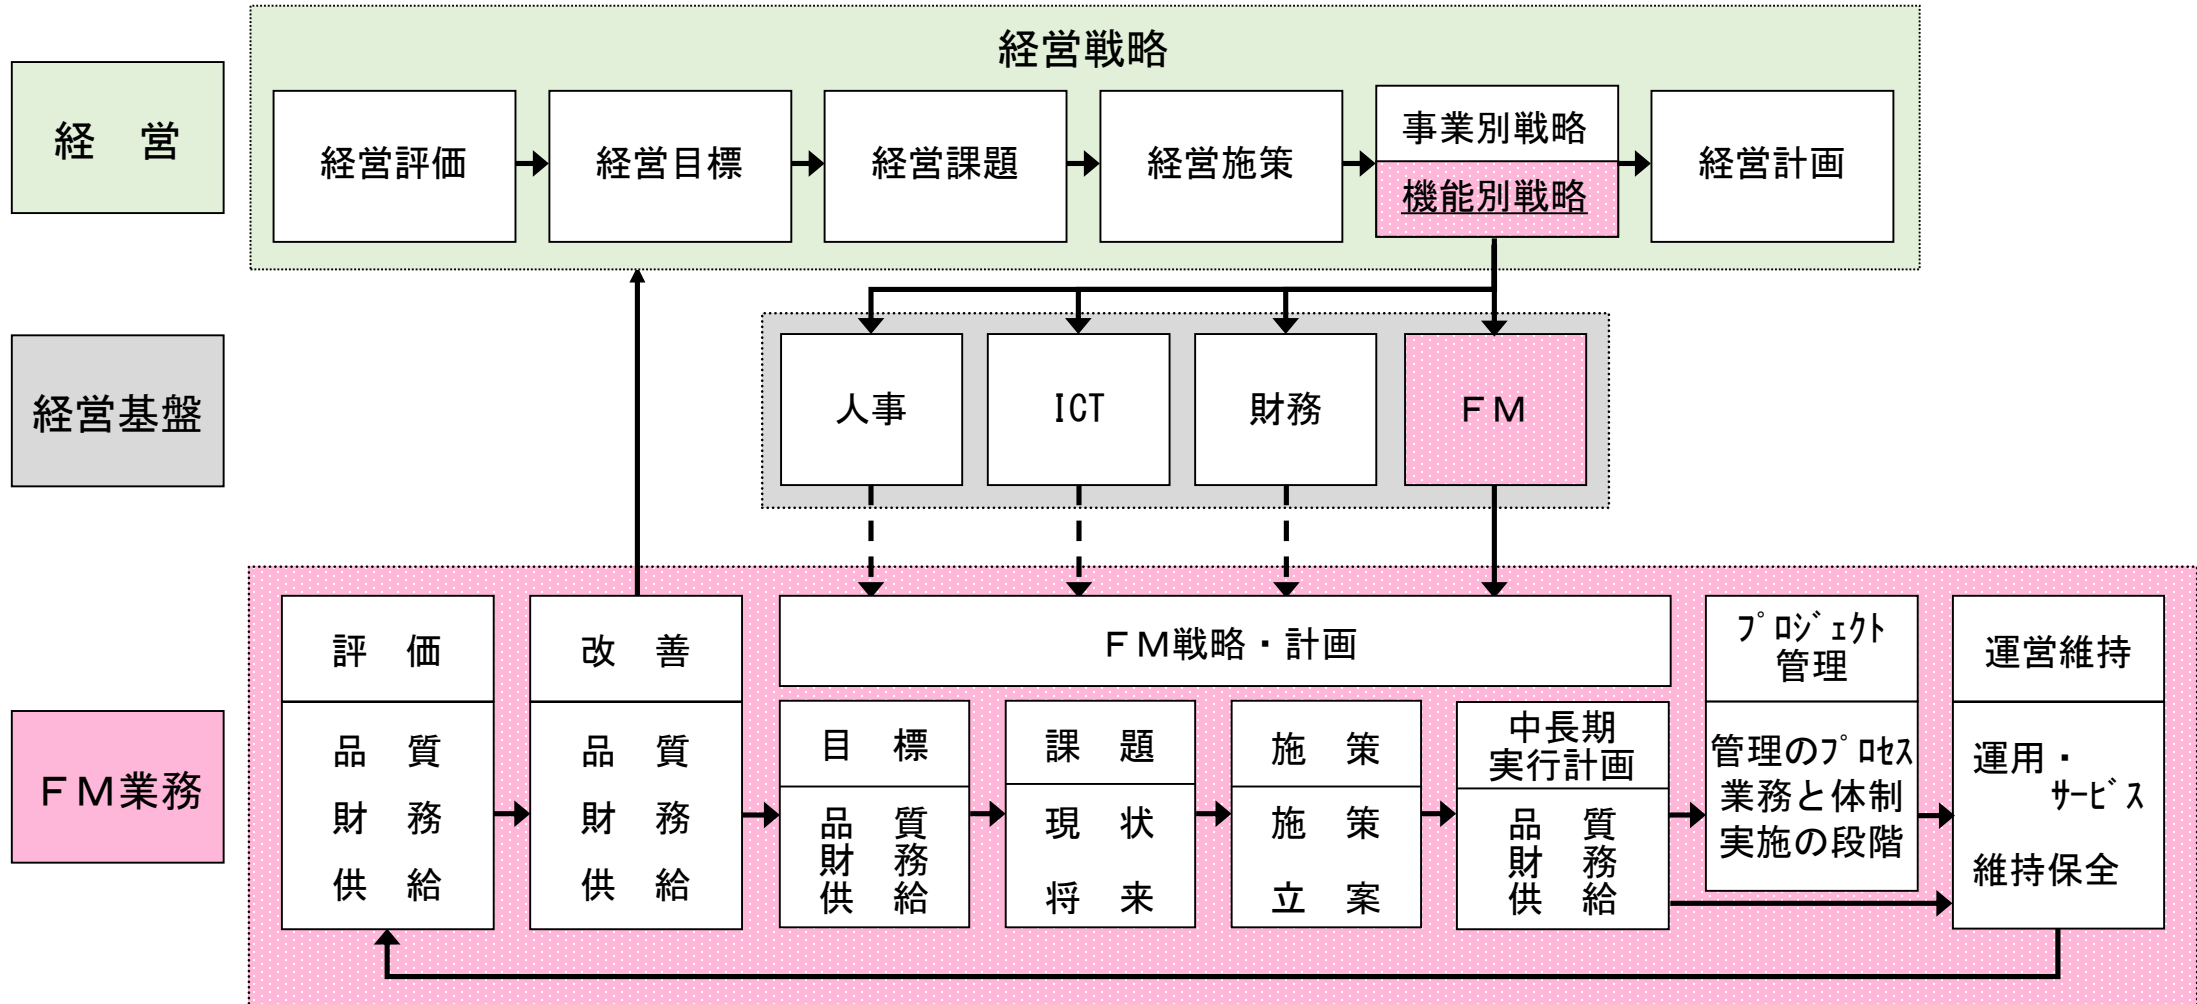 経営戦略
経　営
経営評価
経営目標
経営課題
経営施策
事業別戦略
機能別戦略
経営計画
経営基盤
人事
ICT
財務
ＦＭ
ＦＭ業務
評　価
品　質
財　務
供　給
改　善
品　質
財　務
供　給
ＦＭ戦略・計画
目　標
品　質
財　務
供　給
課　題
現　状
将　来
施　策
施　策
立　案
中長期
実行計画
品　質
財　務
供　給
ﾌﾟﾛｼﾞｪｸﾄ
管理
管理のﾌﾟﾛｾｽ
業務と体制
実施の段階
運営維持
運用・
ｻｰﾋﾞｽ
維持保全